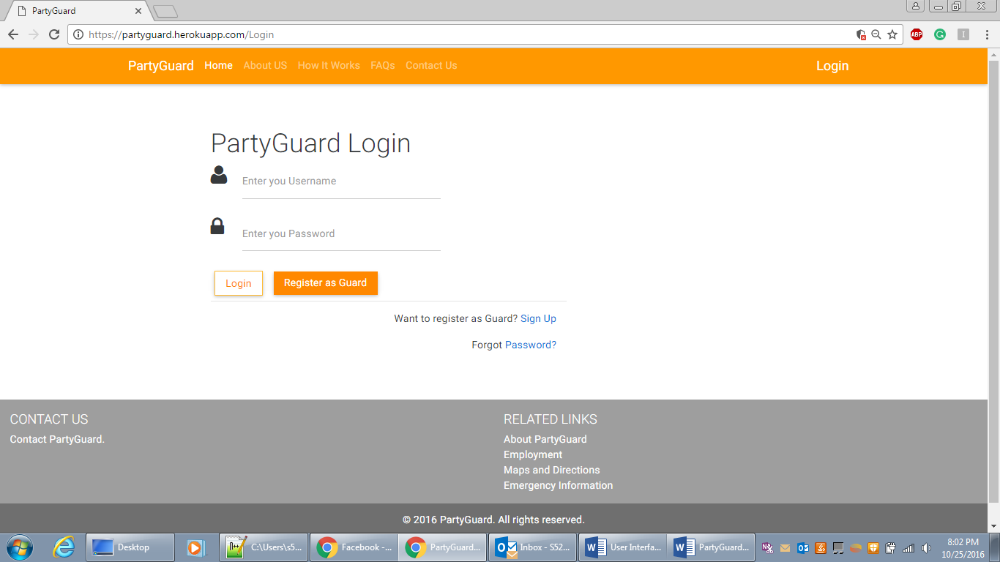 PartyGuard
https://partyguard.herokuapp.com/Login
ABP
PartyGuard Home About US How It Works FAQs Contact Us Login
PartyGuard Login
Enter you Username
Enter you Password
Login Register as Guard
Want to register as Guard? Sign Up
Forgot Password?
CONTACT US
Contact PartyGuard.
RELATED LINKS
About PartyGuard
Employment
Maps and Directions
Emergency Information
© 2016 PartyGuard. All rights reserved.
Desktop C:\Users\s5... Facebook -... PartyGuard... Inbox - S52... User Interfa... PartyGuard...
8:02 PM
10/25/2016